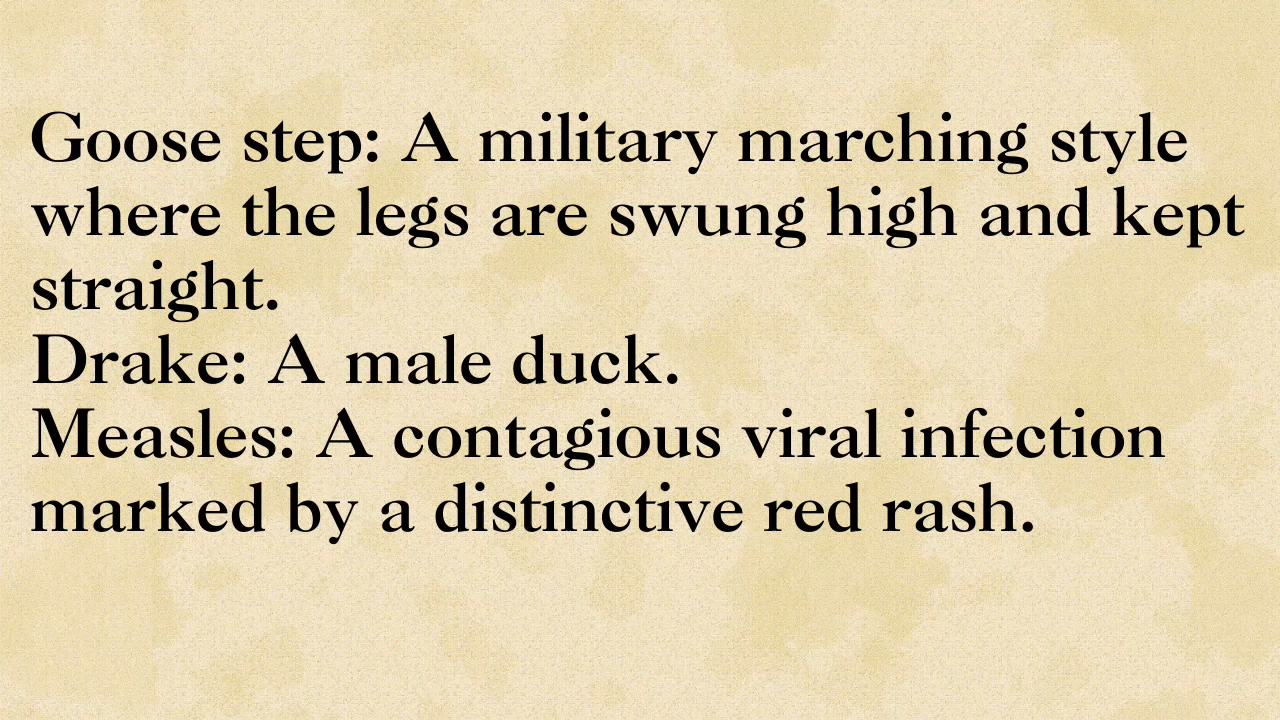 Goose step: A military marching style
where the legs are swung high and kept
straight.
Drake: A male duck.
Measles: A contagious viral infection
marked by a distinctive red rash.